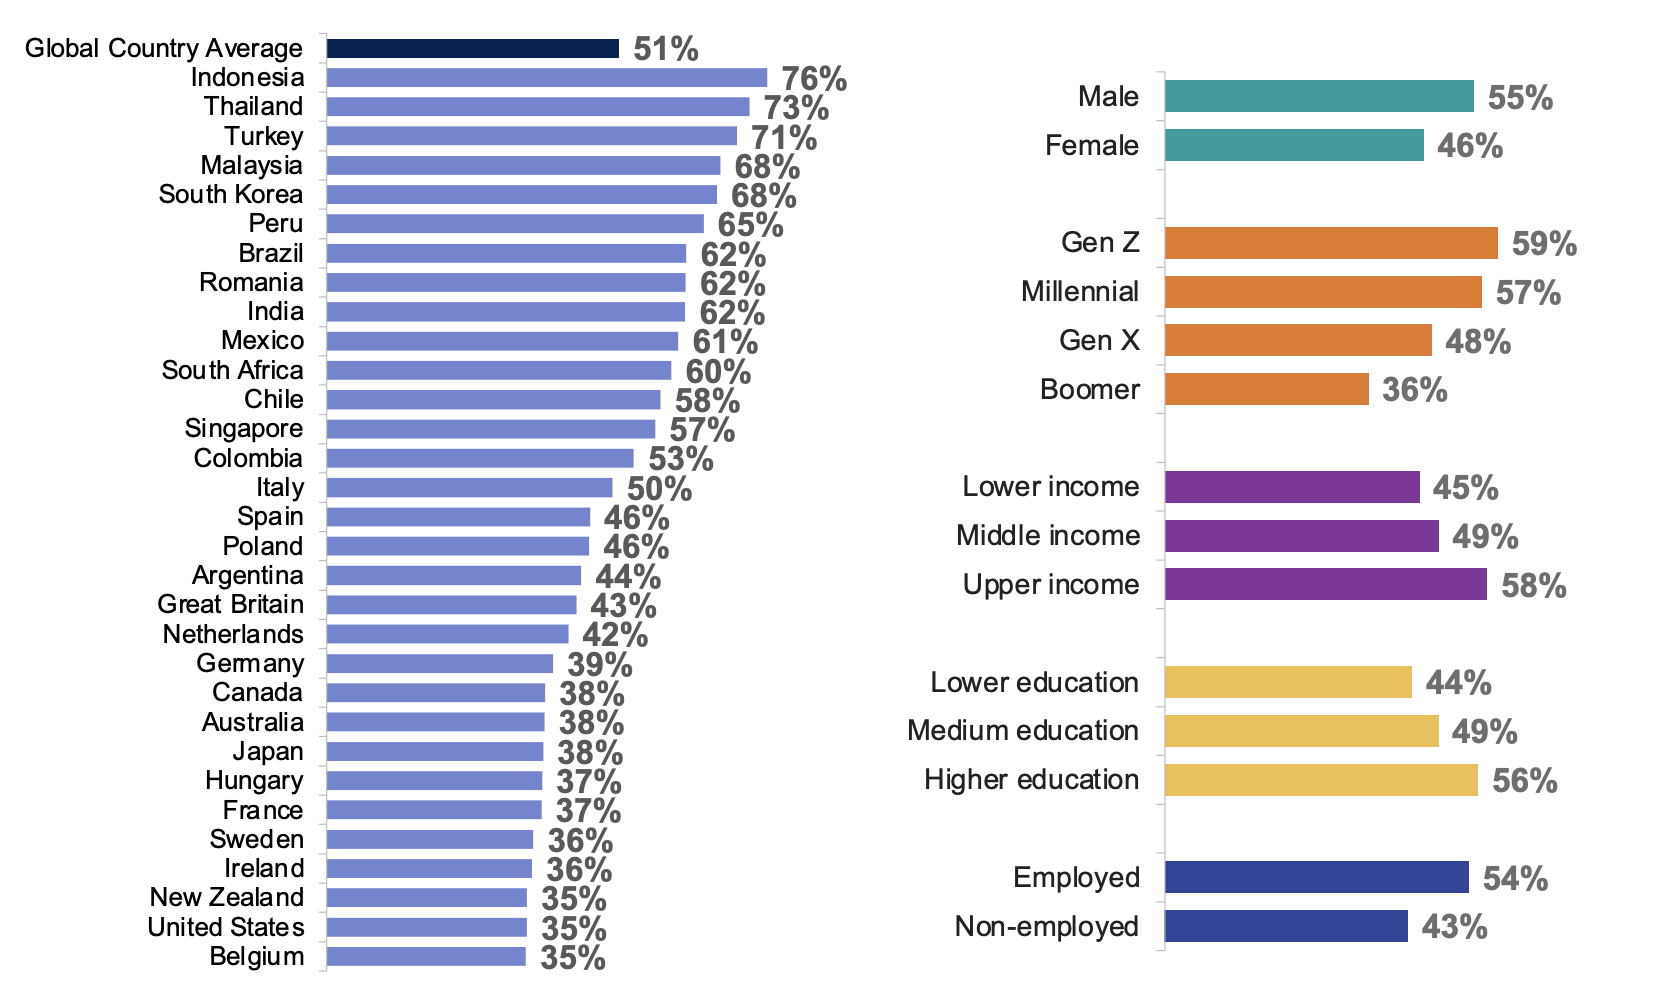 Global Country Average 51%
Indonesia 76%
Thailand 73%
Turkey 71%
Malaysia 68%
South Korea 68%
Peru 65%
Brazil 62%
Romania 62%
India 62%
Mexico 61%
South Africa 60%
Chile 58%
Singapore 57%
Colombia 53%
Italy 50%
Spain 46%
Poland 46%
Argentina 44%
Great Britain 43%
Netherlands 42%
Germany 39%
Canada 38%
Australia 38%
Japan 38%
Hungary 37%
France 37%
Sweden 36%
Ireland 36%
New Zealand 35%
United States 35%
Belgium 35%
Male 55%
Female 46%
Gen Z 59%
Millennial 57%
Gen X 48%
Boomer 36%
Lower income 45%
Middle income 49%
Upper income 58%
Lower education 44%
Medium education 49%
Higher education 56%
Employed 54%
Non-employed 43%